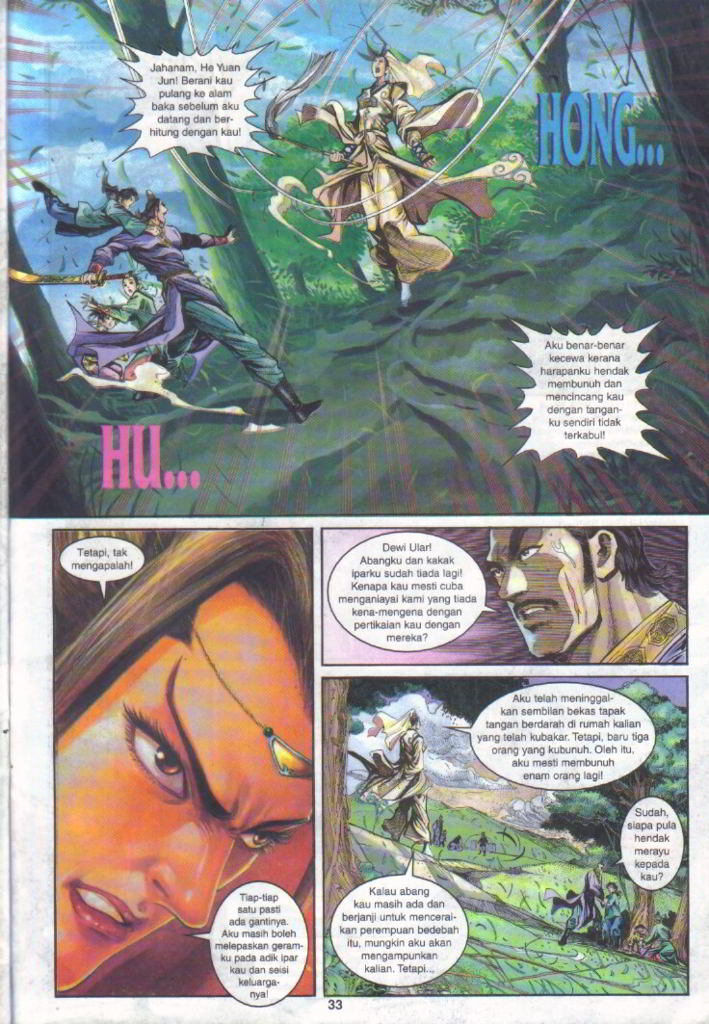 Jahanam, He Yuan
Jun! Berani kau
pulang ke alam
baka sebelum aku
datang dan ber-
hitung dengan kau!
HONG...
Aku benar-benar
kecewa kerana
harapanku hendak
membunuh dan
mencincang kau
dengan tangan-
ku sendiri tidak
terkabul!
HU...
Tetapi, tak
mengapalah!
Tiap-tiap
satu pasti
ada gantinya.
Aku masih boleh
melepaskan geram-
ku pada adik ipar
kau dan seisi
keluarga-
nya!
Dewi Ular!
Abangku dan kakak
iparku sudah tiada lagi!
Kenapa kau mesti cuba
menganiayai kami yang tiada
kena-mengena dengan
pertikaian kau dengan
mereka?
Aku telah meninggal-
kan sembilan bekas tapak
tangan berdarah di rumah kalian
yang telah kubakar. Tetapi, baru tiga
orang yang kubunuh. Oleh itu,
aku mesti membunuh
enam orang lagi!
Sudah,
siapa pula
hendak
merayu
kepada
kau?
Kalau abang
kau masih ada dan
berjanji untuk mencerai-
kan perempuan bedebah
itu, mungkin aku akan
mengampunkan
kalian. Tetapi...
33